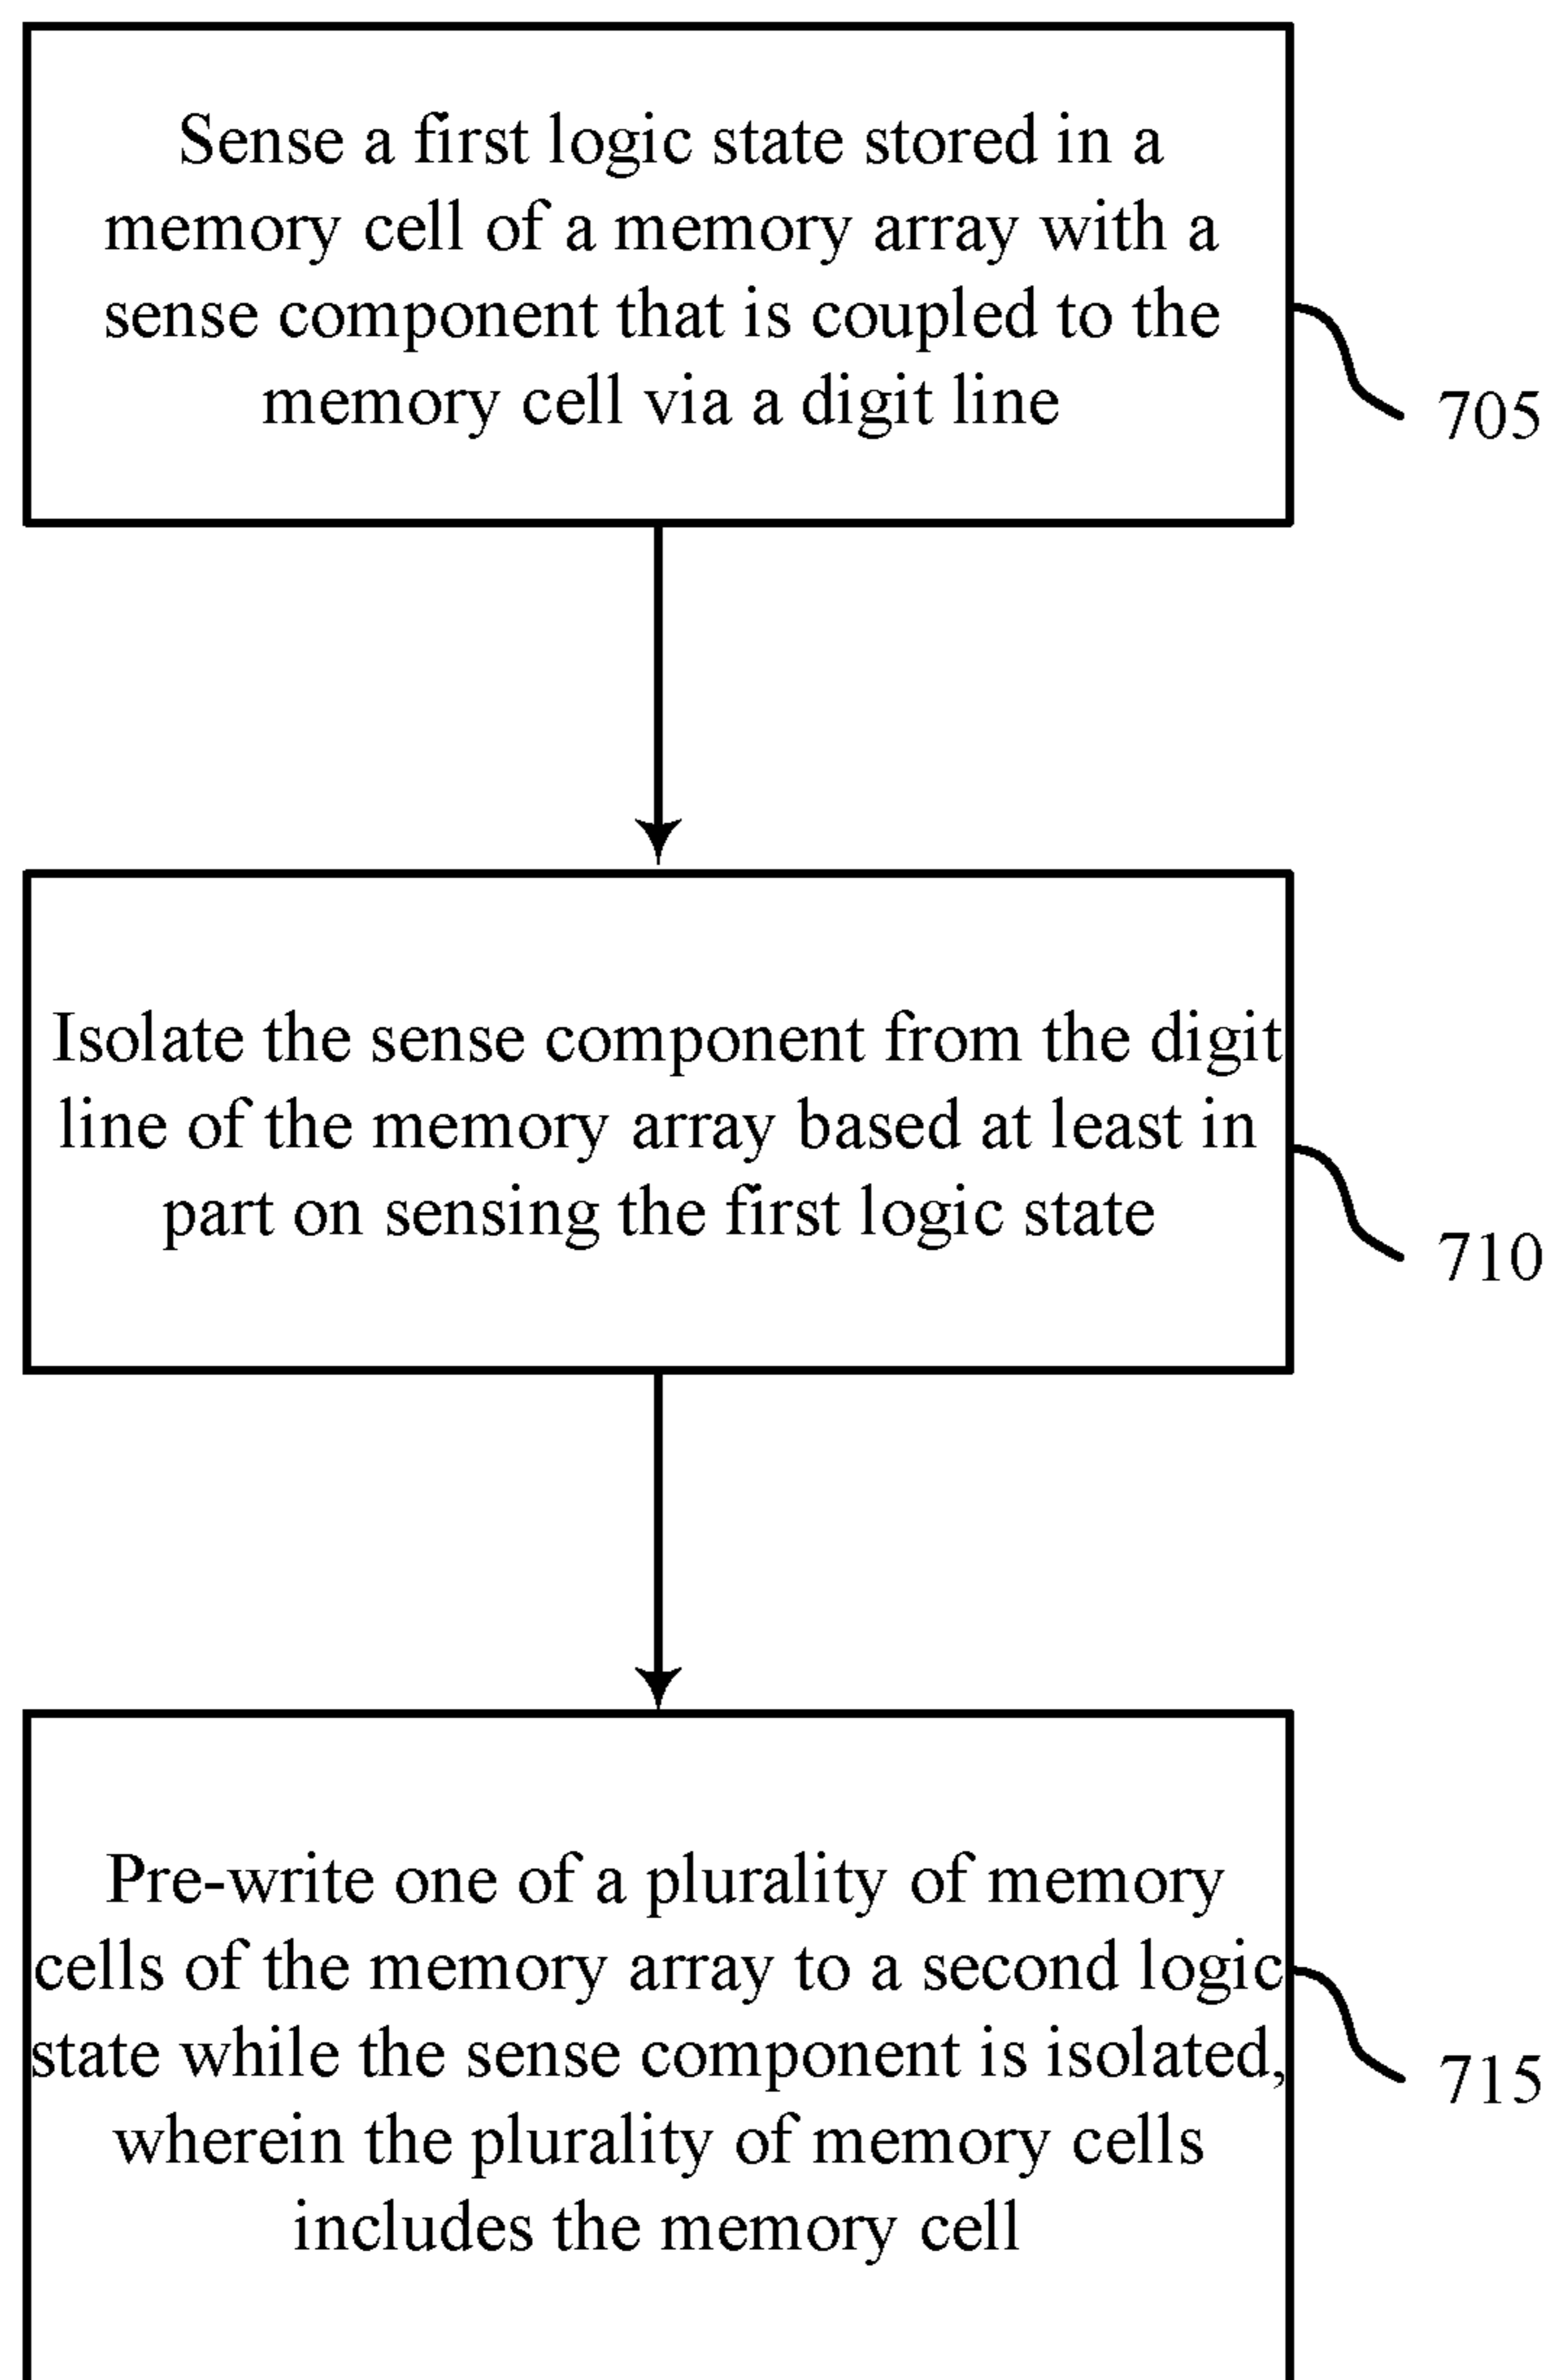 Sense a first logic state stored in a
memory cell of a memory array with a
sense component that is coupled to the
memory cell via a digit line
705
Isolate the sense component from the digit
line of the memory array based at least in
part on sensing the first logic state
710
Pre-write one of a plurality of memory
cells of the memory array to a second logic
state while the sense component is isolated,
wherein the plurality of memory cells
includes the memory cell
715